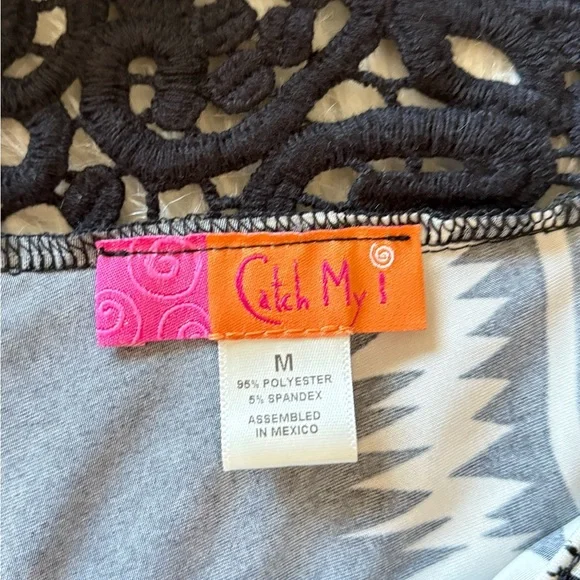 Catch My i
M
95% POLYESTER
5% SPANDEX
ASSEMBLED
IN MEXICO